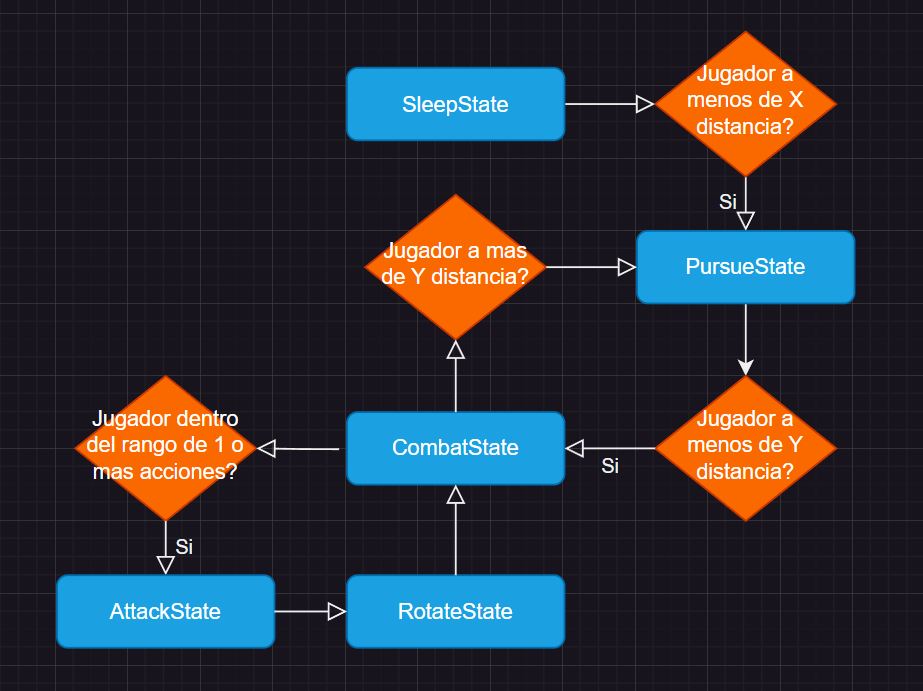 SleepState
Jugador a
menos de X
distancia?
Si
Jugador a mas
de Y distancia?
PursueState
Jugador dentro
del rango de 1 o
mas acciones?
CombatState
Jugador a
menos de Y
distancia?
Si
Si
AttackState
RotateState